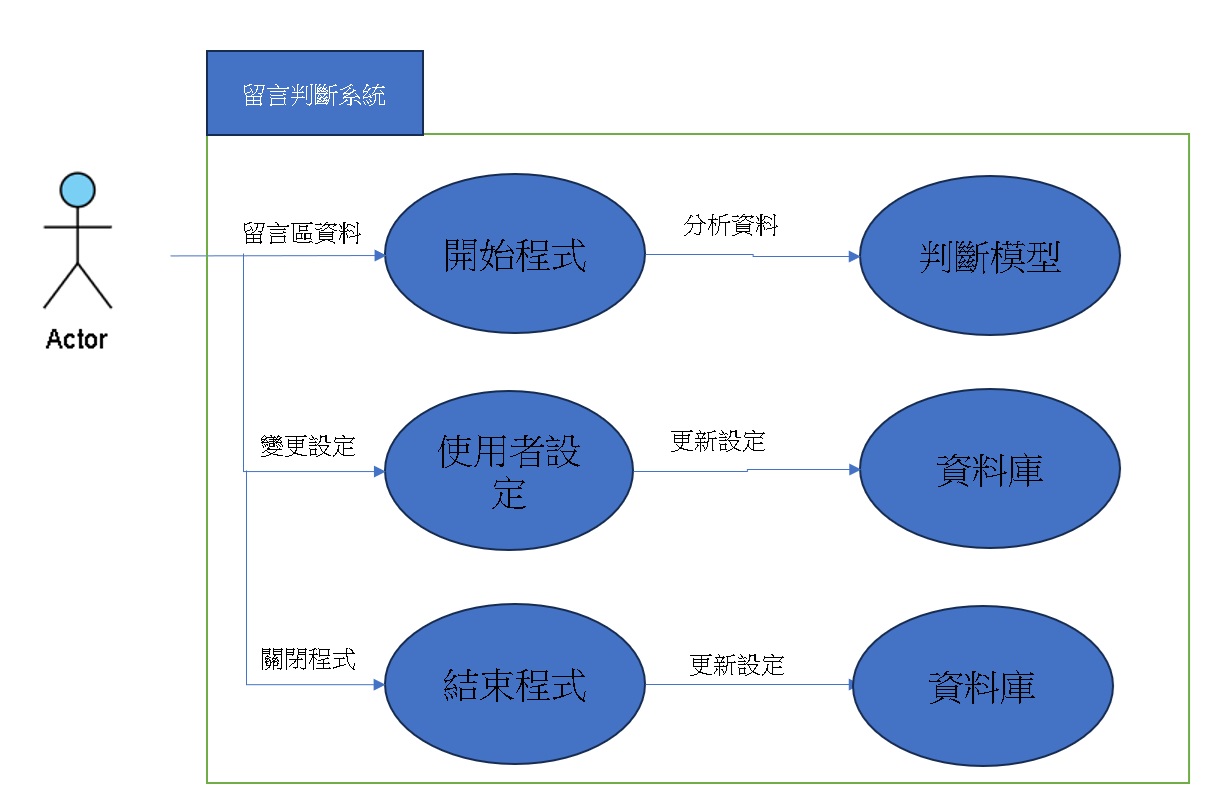 留言判斷系統
留言區資料
開始程式
分析資料
判斷模型
Actor
變更設定
使用者設
定
更新設定
資料庫
關閉程式
結束程式
更新設定
資料庫